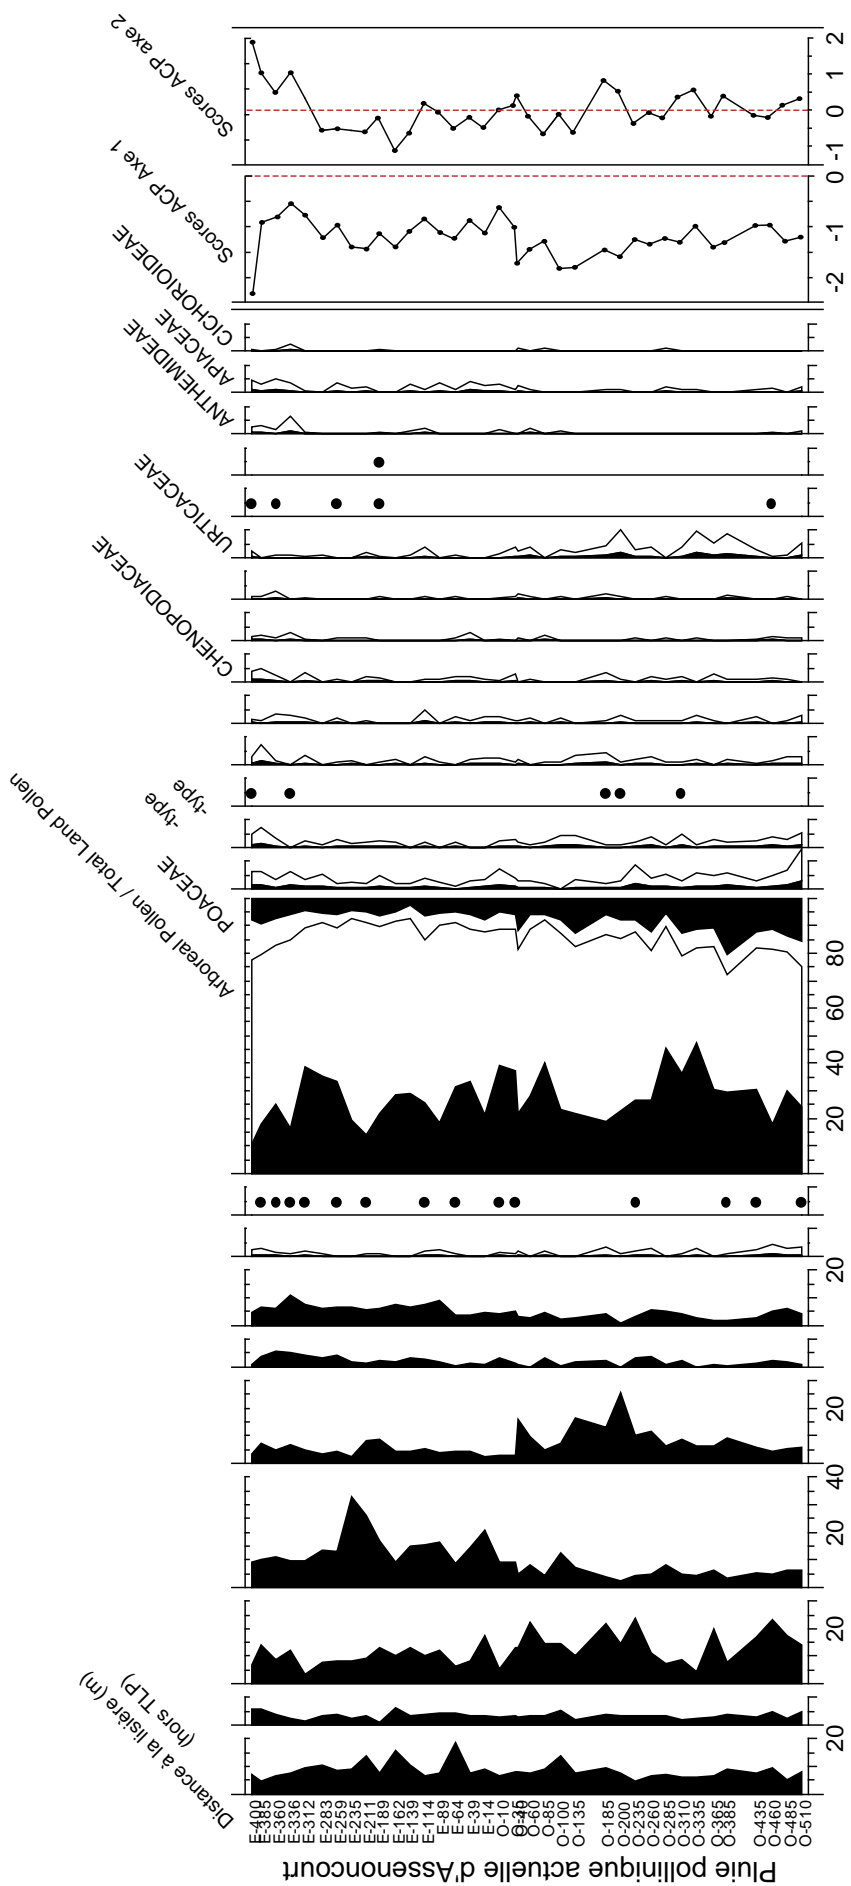 Pluie pollinique actuelle d'Assenoncourt
Distance à la lisière (m)
(hors TLP)
Arboreal Pollen / Total Land Pollen
POACEAE
-type
-type
CHENOPODIACEAE
URTICACEAE
ANTHEMIDEAE
APIACEAE
CICHORIOIDEAE
Scores ACP Axe 1
Scores ACP axe 2
E-400
E-385
E-360
E-336
E-312
E-283
E-259
E-235
E-211
E-189
E-162
E-139
E-114
E-89
E-64
E-39
E-14
O-10
O-60
O-85
O-100
O-135
O-185
O-200
O-235
O-260
O-285
O-310
O-335
O-365
O-385
O-435
O-460
O-485
O-510
20
20
20 40
20
20
20 40 60 80
-2 -1 0
-1 0 1 2